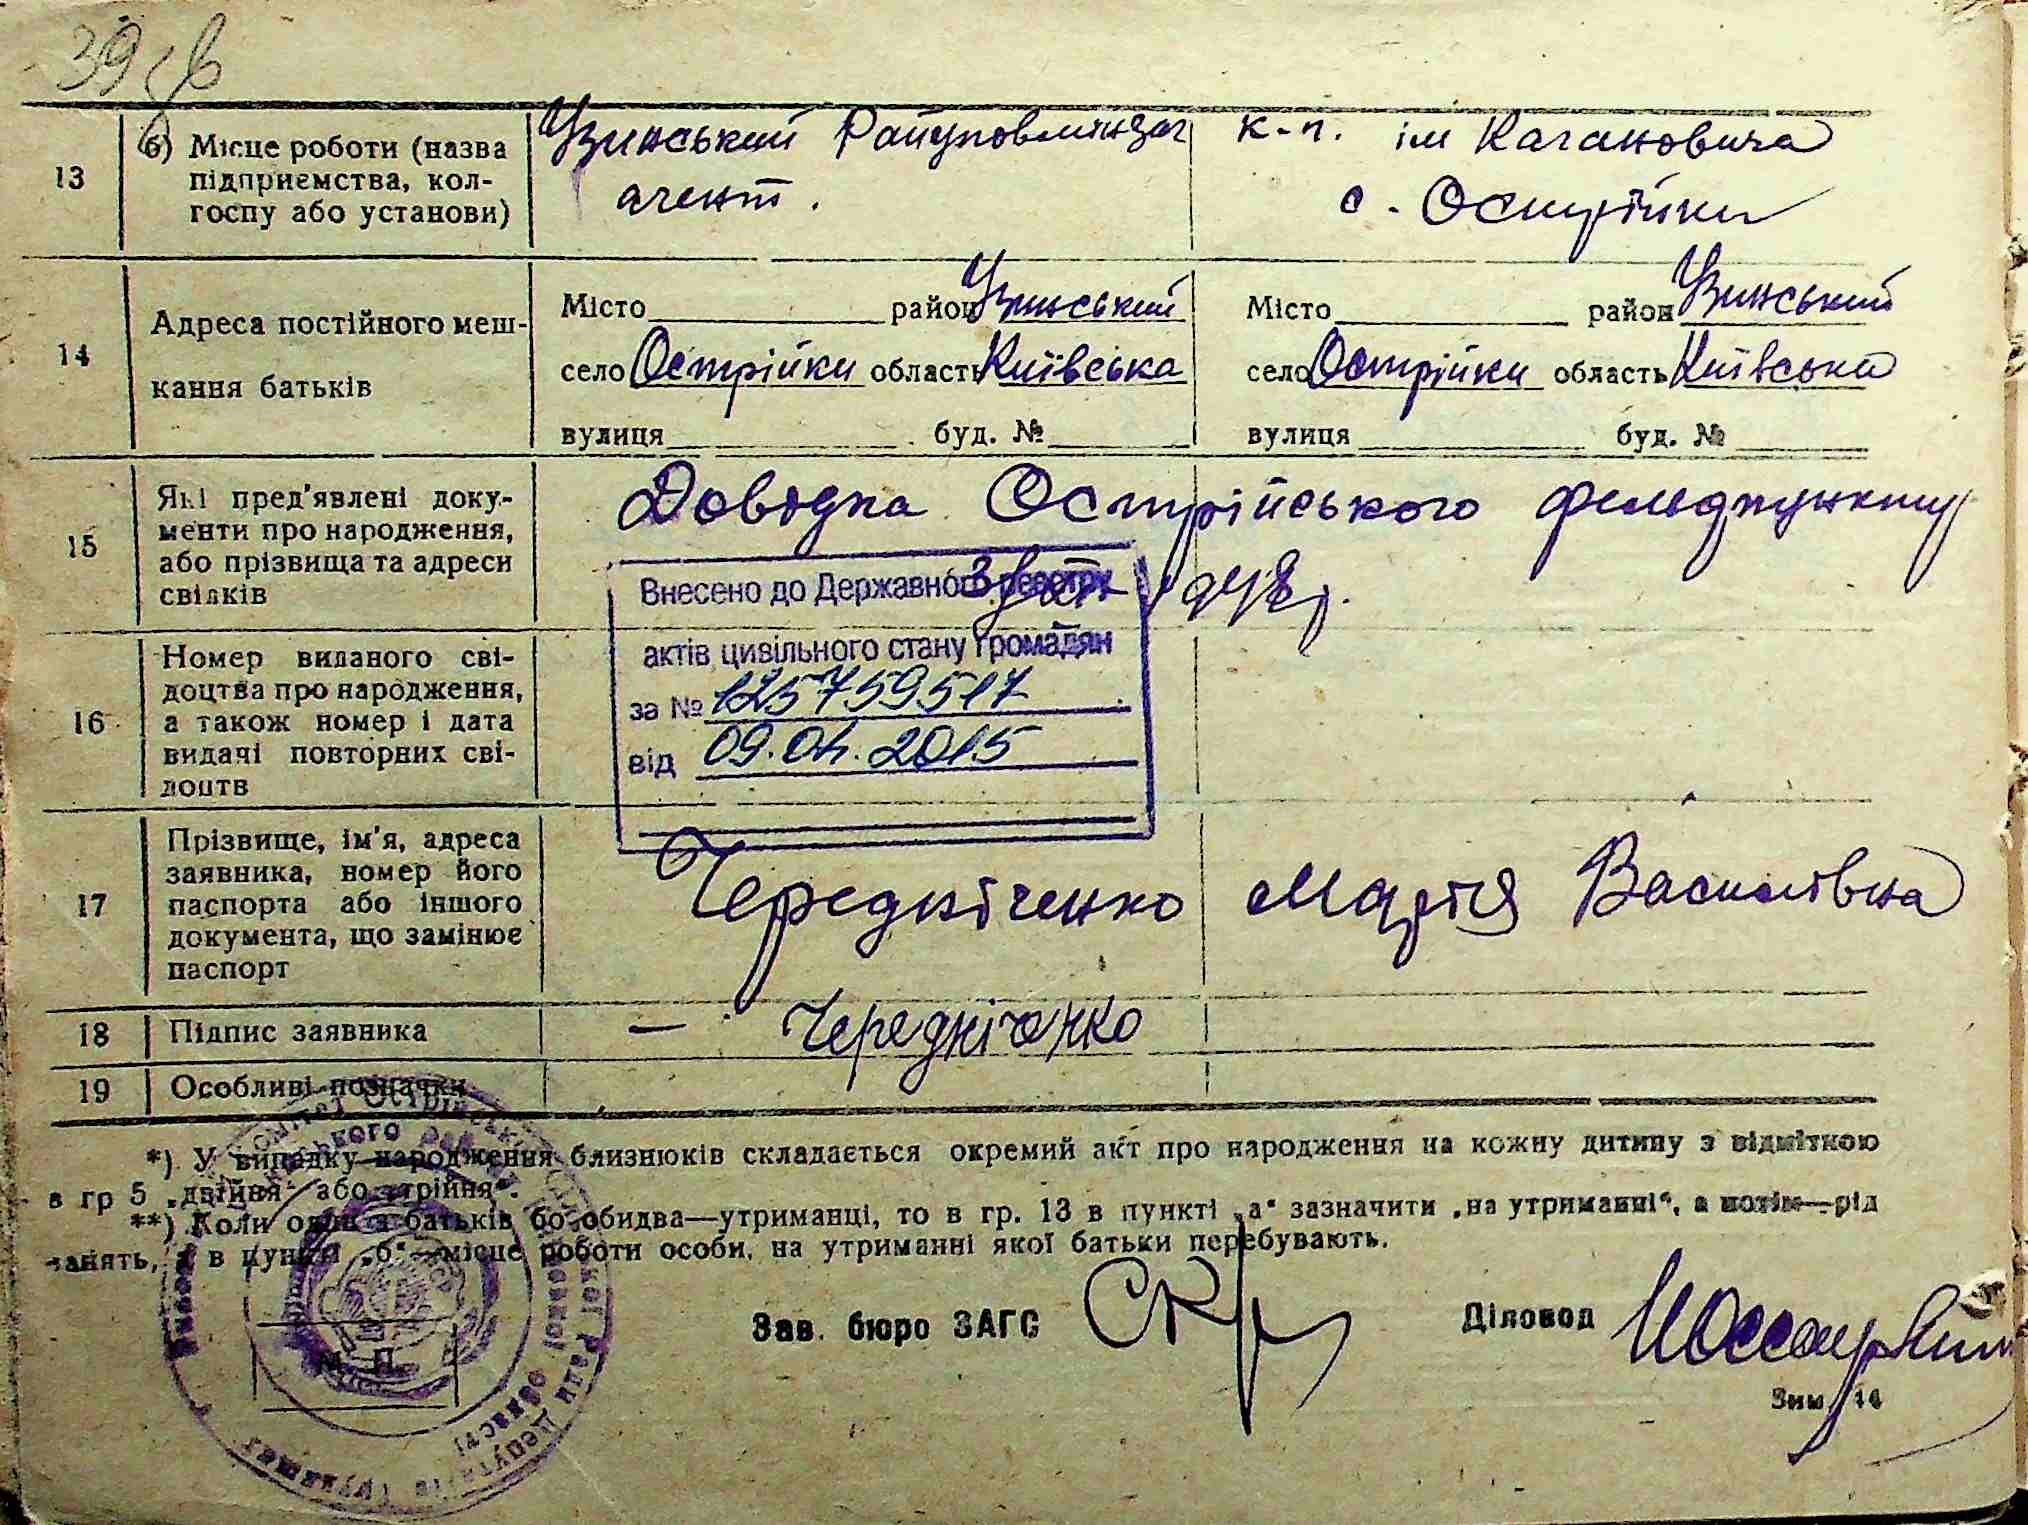 39
13
б) Місце роботи (назва
підприємства, кол-
госпу або установи)
Узинський Райуповмінзаг
агент.
к-п. ім Кагановича
с. Острійки
14
Адреса постійного меш-
кання батьків
Місто район Узинський
село Острійки область Київська
вулиця буд. №
Місто район Узинський
село Острійки область Київська
вулиця буд. №
15
Які пред'явлені доку-
менти про народження,
або прізвища та адреси
свідків
Довідка Острійського фельдпункту
Внесено до Державного реєстру
актів цивільного стану громадян
за № 125759517
від 09.04.2015
16
Номер виданого сві-
доцтва про народження,
а також номер і дата
видачі повторних сві-
доцтв
17
Прізвище, ім'я, адреса
заявника, номер його
паспорта або іншого
документа, що замінює
паспорт
Чередніченко Марія Василівна
18
Підпис заявника
— Чередніченко
19
Особливі позначки
*) У випадку народження близнюків складається окремий акт про народження на кожну дитину з відміткою
в гр 5 „двійня" або „трійня".
**) Коли один з батьків бо обидва—утриманці, то в гр. 13 в пункті „а" зазначити „на утриманні", а потім—рід
занять, а в пункті „б"—місце роботи особи, на утриманні якої батьки перебувають.
М. П.
Зав. бюро ЗАГС
Діловод
Зим. 14